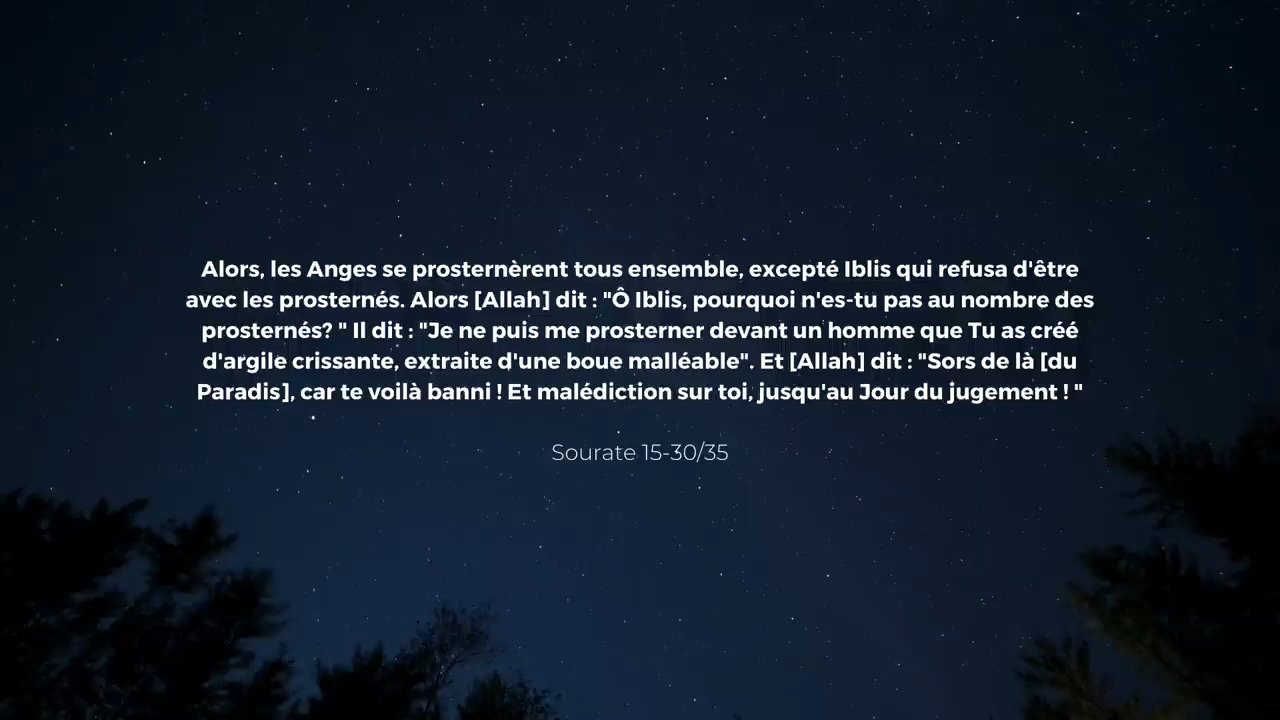 Alors, les Anges se prosternèrent tous ensemble, excepté Iblis qui refusa d'être
avec les prosternés. Alors [Allah] dit : "Ô Iblis, pourquoi n'es-tu pas au nombre des
prosternés? " Il dit : "Je ne puis me prosterner devant un homme que Tu as créé
d'argile crissante, extraite d'une boue malléable". Et [Allah] dit : "Sors de là [du
Paradis], car te voilà banni ! Et malédiction sur toi, jusqu'au Jour du jugement ! "
Sourate 15-30/35